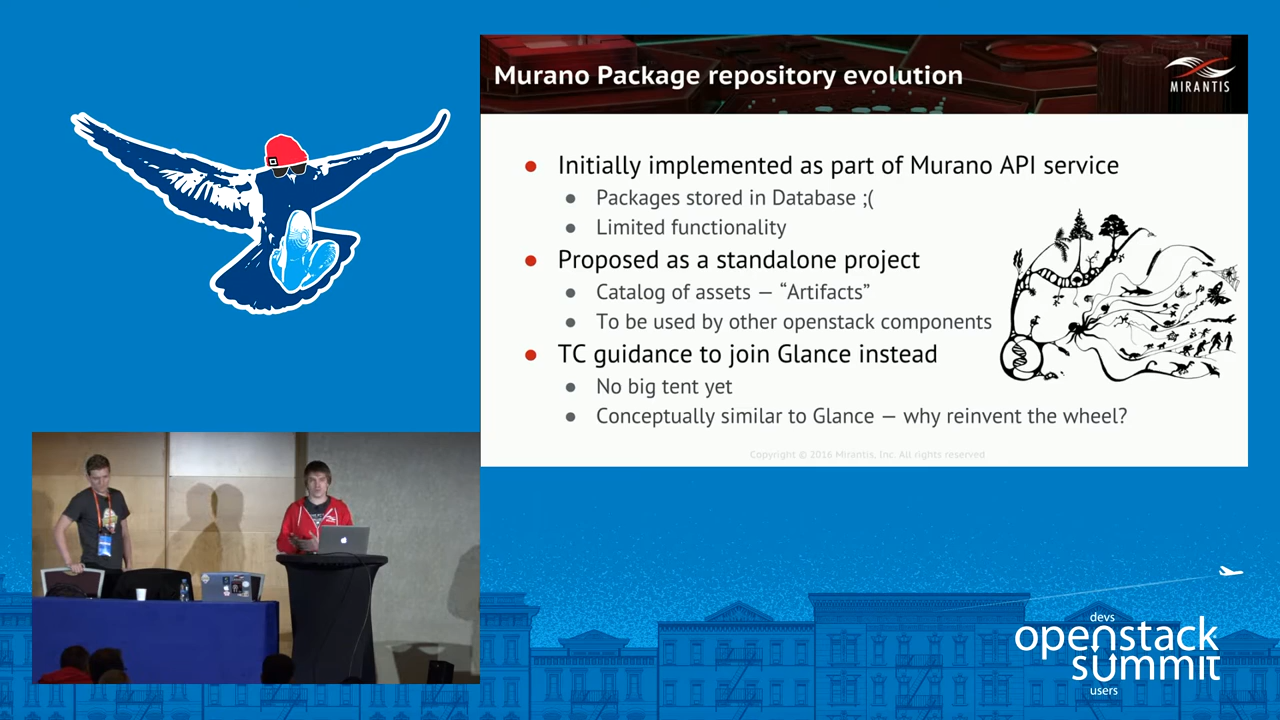 Murano Package repository evolution
MIRANTIS
Initially implemented as part of Murano API service
Packages stored in Database ;(
Limited functionality
Proposed as a standalone project
Catalog of assets — “Artifacts”
To be used by other openstack components
TC guidance to join Glance instead
No big tent yet
Conceptually similar to Glance — why reinvent the wheel?
Copyright © 2016 Mirantis, Inc. All rights reserved
devs
openstack
summit
users